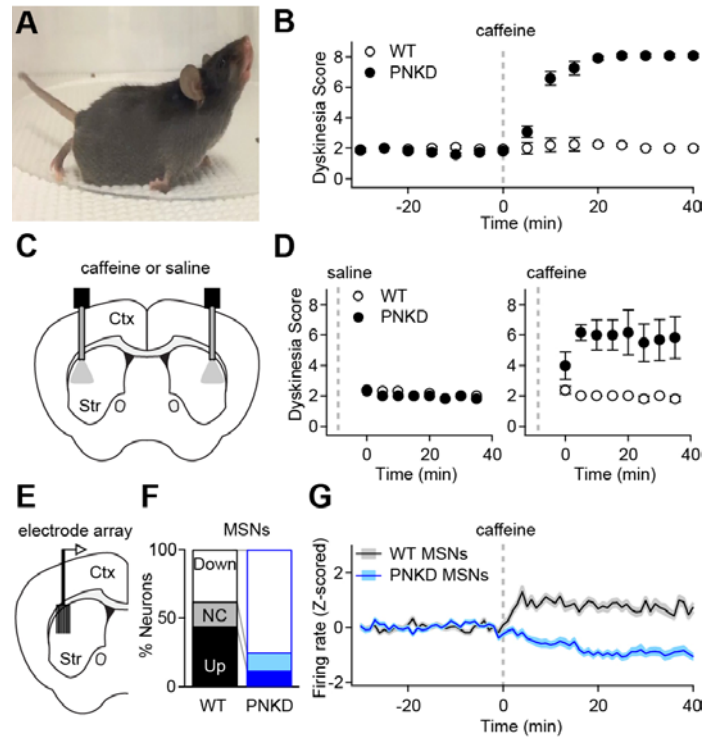 A
B
caffeine
WT
PNKD
Dyskinesia Score
8
6
4
2
0
-20 0 20 40
Time (min)
C
caffeine or saline
Ctx
Str
D
saline
WT
PNKD
Dyskinesia Score
8
6
4
2
0
0 20 40
Time (min)
caffeine
8
6
4
2
0
0 20 40
Time (min)
E
electrode array
Ctx
Str
F
MSNs
% Neurons
100
50
0
Down
NC
Up
WT PNKD
G
caffeine
WT MSNs
PNKD MSNs
Firing rate (Z-scored)
2
0
-2
-20 0 20 40
Time (min)